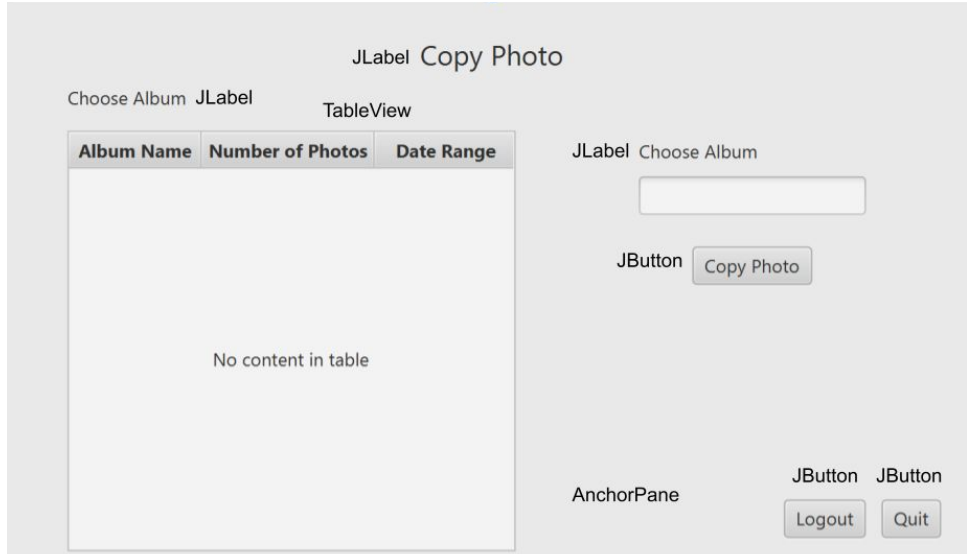 JLabel Copy Photo
Choose Album JLabel
TableView
Album Name Number of Photos Date Range
No content in table
JLabel Choose Album
JButton Copy Photo
AnchorPane
JButton JButton
Logout Quit